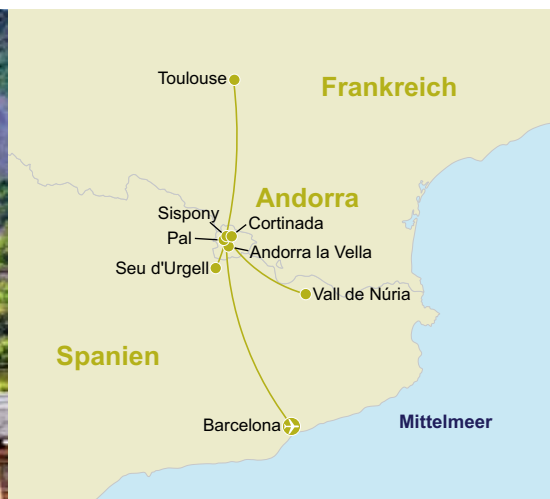 Toulouse
Frankreich
Andorra
Sispony
Cortinada
Pal
Andorra la Vella
Seu d'Urgell
Vall de Núria
Spanien
Barcelona
Mittelmeer